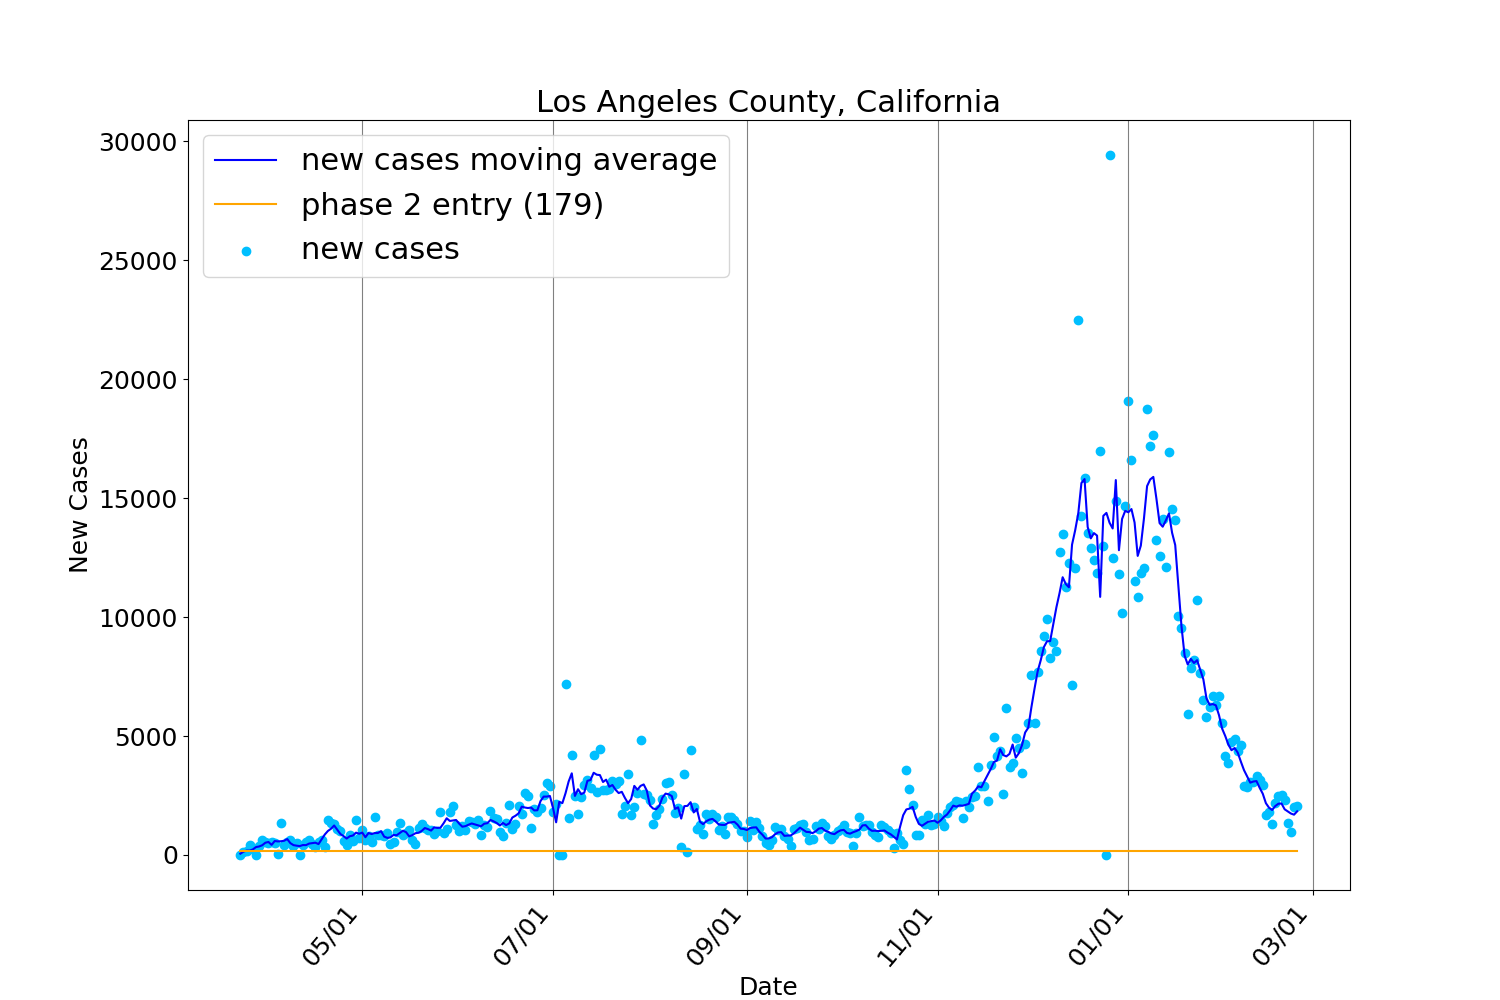 Los Angeles County, California
30000
25000
20000
15000
10000
5000
0
New Cases
new cases moving average
phase 2 entry (179)
new cases
05/01
07/01
09/01
11/01
01/01
03/01
Date